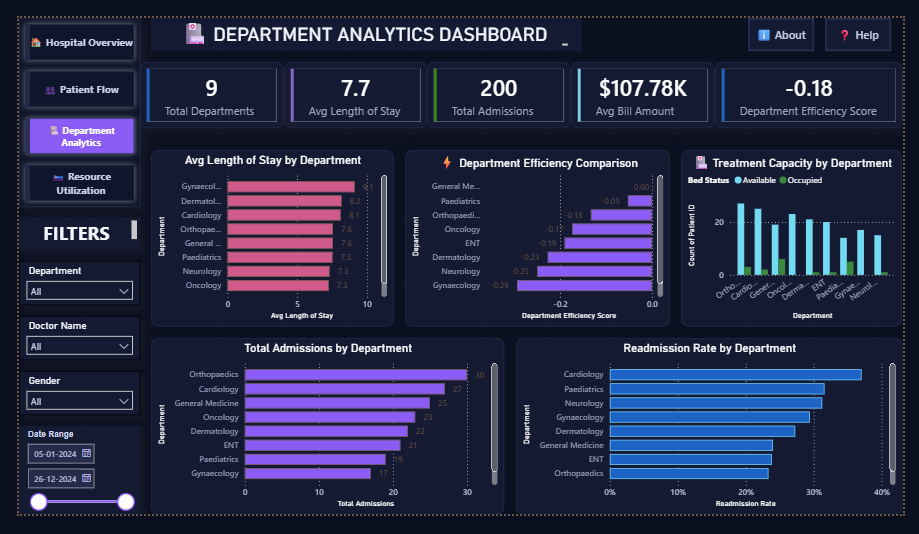 Hospital Overview
Patient Flow
Department
Analytics
Resource
Utilization
FILTERS
Department
All
Doctor Name
All
Gender
All
Date Range
05-01-2024
26-12-2024
DEPARTMENT ANALYTICS DASHBOARD _
About
Help
9
Total Departments
7.7
Avg Length of Stay
200
Total Admissions
$107.78K
Avg Bill Amount
-0.18
Department Efficiency Score
Avg Length of Stay by Department
Department
Gynaecol... 9.1
Dermatol... 8.2
Cardiology 8.1
Orthopae... 7.6
General ... 7.6
Paediatrics 7.5
Neurology 7.3
Oncology 7.3
0 5 10
Avg Length of Stay
Department Efficiency Comparison
Department
General Me... 0.00
Paediatrics -0.05
Orthopaedi... -0.13
Oncology -0.17
ENT -0.19
Dermatology -0.23
Neurology -0.25
Gynaecology -0.29
-0.2 0.0
Department Efficiency Score
Treatment Capacity by Department
Bed Status Available Occupied
Count of Patient ID
20
0
Ortho... Cardio... Gener... Oncol... Derma... ENT Paedia... Gynae... Neurol...
Department
Total Admissions by Department
Department
Orthopaedics 30
Cardiology 27
General Medicine 25
Oncology 23
Dermatology 22
ENT 21
Paediatrics 19
Gynaecology 17
0 10 20 30
Total Admissions
Readmission Rate by Department
Department
Cardiology
Paediatrics
Neurology
Gynaecology
Dermatology
General Medicine
ENT
Orthopaedics
0% 10% 20% 30% 40%
Readmission Rate